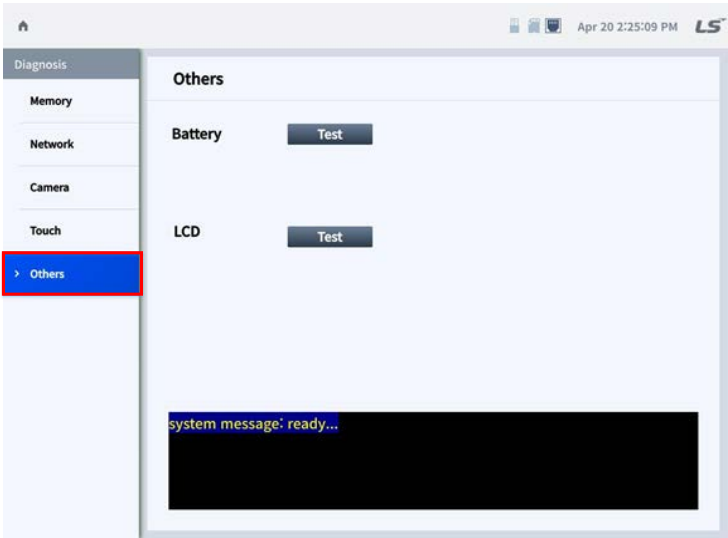 Apr 20 2:25:09 PM LS
Diagnosis
Memory
Network
Camera
Touch
> Others
Others
Battery Test
LCD Test
system message: ready...